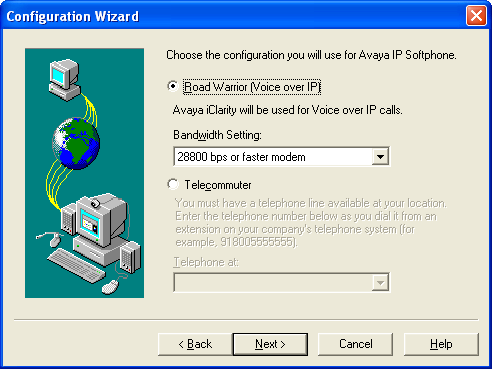 Configuration Wizard
Choose the configuration you will use for Avaya IP Softphone.
Road Warrior (Voice over IP)
Avaya iClarity will be used for Voice over IP calls.
Bandwidth Setting:
28800 bps or faster modem
Telecommuter
You must have a telephone line available at your location.
Enter the telephone number below as you dial it from an
extension on your company's telephone system (for
example, 918005555555).
Telephone at:
< Back
Next >
Cancel
Help